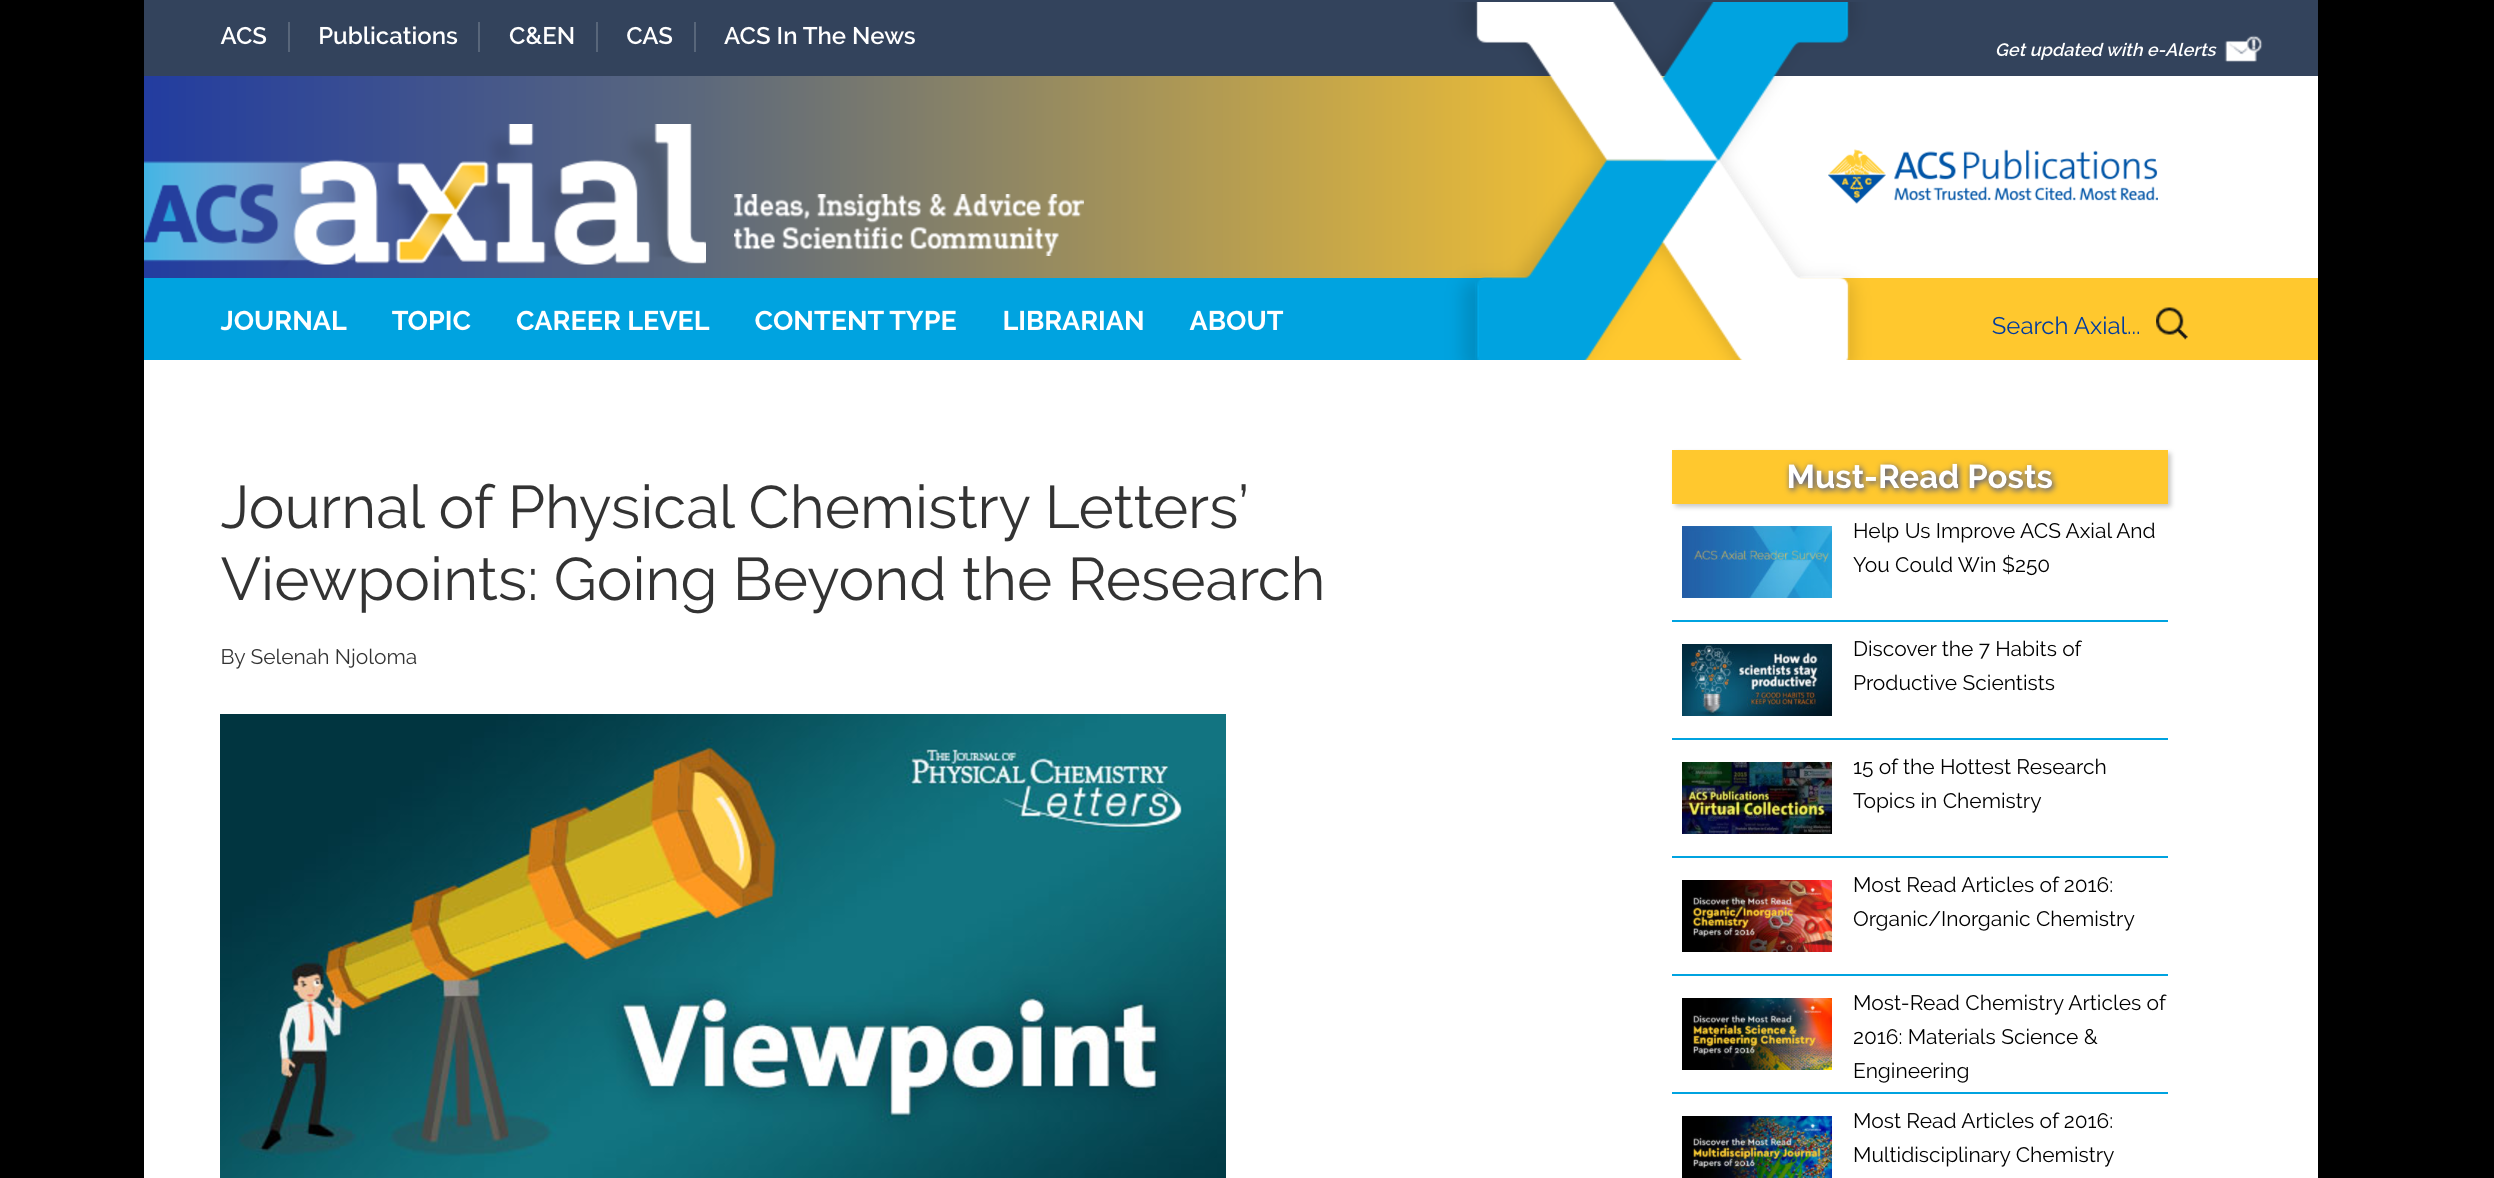 ACS
Publications
C&EN
CAS
ACS In The News
Get updated with e-Alerts
ACS axial
Ideas, Insights & Advice for
the Scientific Community
ACS Publications
Most Trusted. Most Cited. Most Read.
JOURNAL
TOPIC
CAREER LEVEL
CONTENT TYPE
LIBRARIAN
ABOUT
Search Axial...
Journal of Physical Chemistry Letters’
Viewpoints: Going Beyond the Research
By Selenah Njoloma
THE JOURNAL OF
PHYSICAL CHEMISTRY
Letters
Viewpoint
Must-Read Posts
ACS Axial Reader Survey
Help Us Improve ACS Axial And
You Could Win $250
How do
scientists stay
productive?
7 GOOD HABITS TO
KEEP YOU ON TRACK!
Discover the 7 Habits of
Productive Scientists
ACS Publications
Virtual Collections
15 of the Hottest Research
Topics in Chemistry
Discover the Most Read
Organic/Inorganic
Chemistry
Papers of 2016
Most Read Articles of 2016:
Organic/Inorganic Chemistry
Discover the Most Read
Materials Science &
Engineering Chemistry
Papers of 2016
Most-Read Chemistry Articles of
2016: Materials Science &
Engineering
Discover the Most Read
Multidisciplinary Journal
Papers of 2016
Most Read Articles of 2016:
Multidisciplinary Chemistry